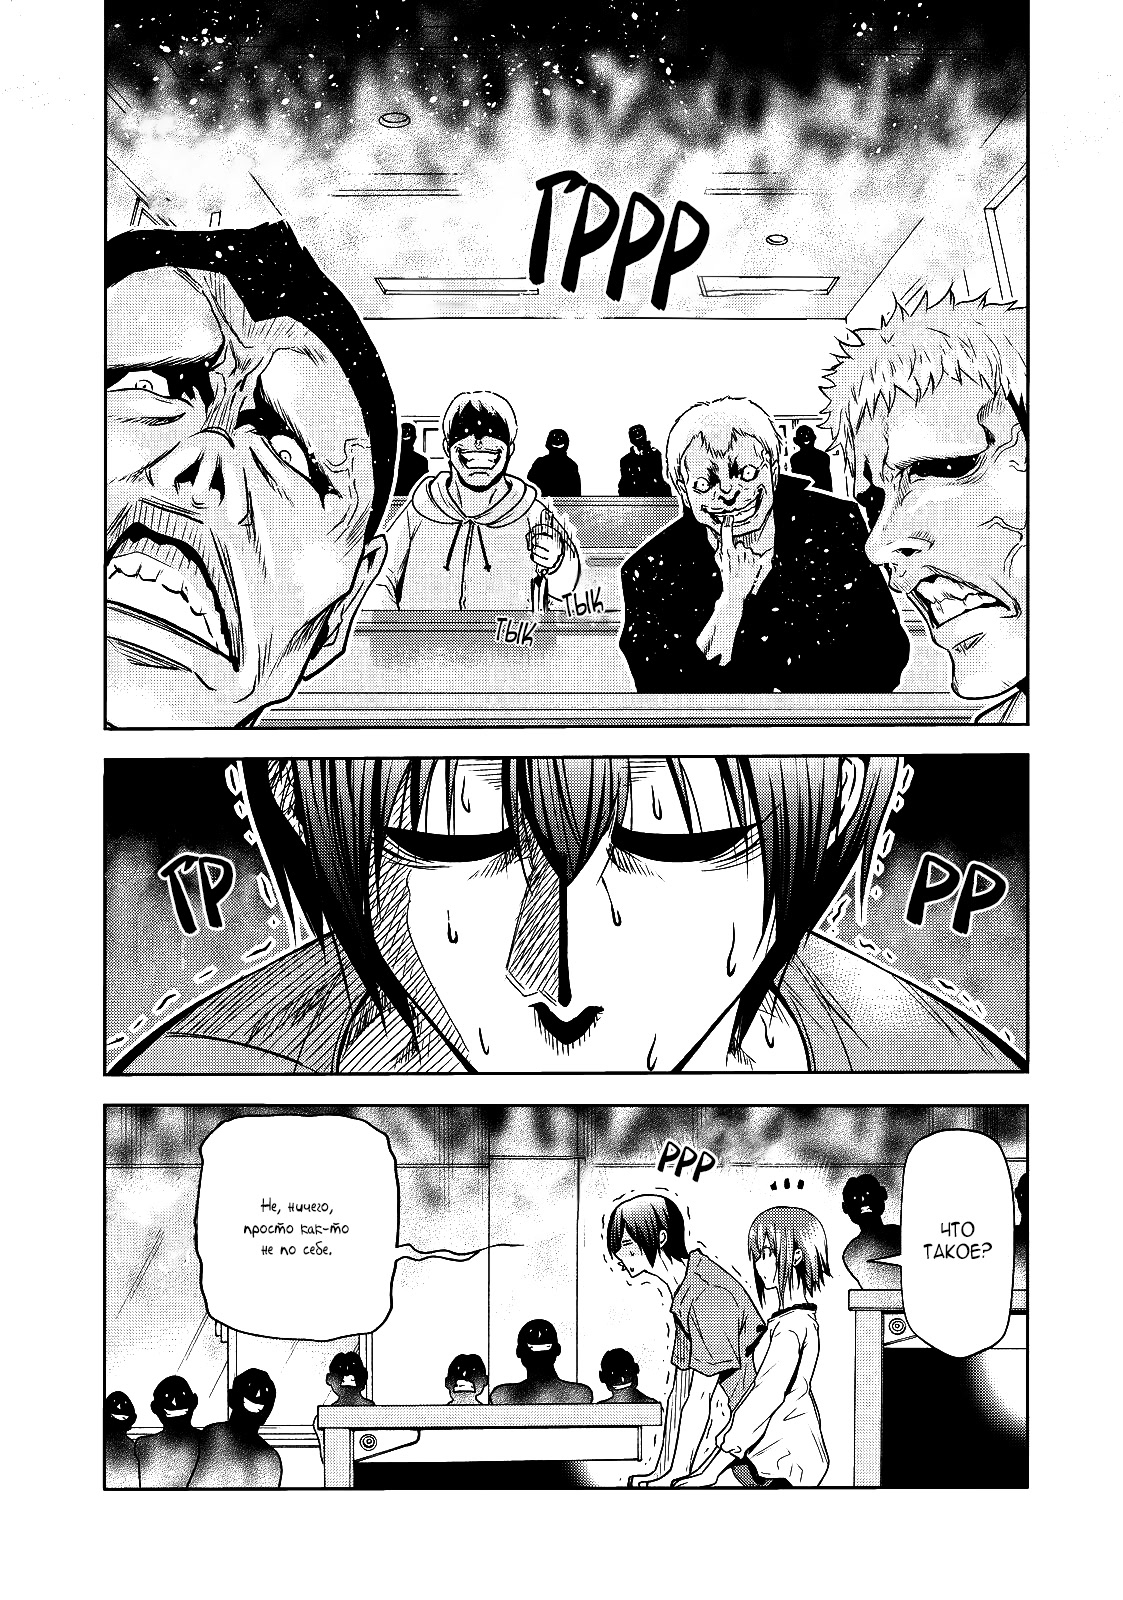 ГРРР
ТЫК
ТЫК
ГР
РР
РРР
ЧТО
ТАКОЕ?
Не, ничего,
просто как-то
не по себе.